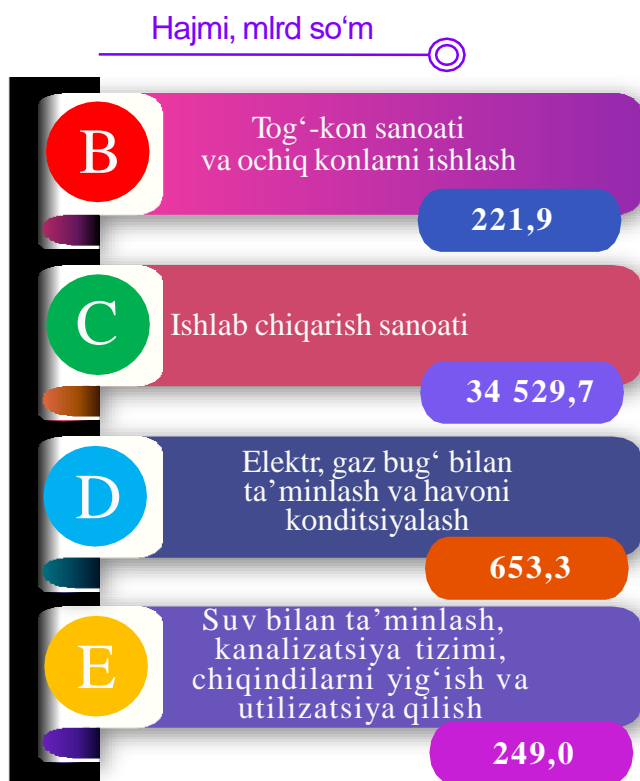 Hajmi, mlrd so‘m
B
Tog‘-kon sanoati
va ochiq konlarni ishlash
221,9
C
Ishlab chiqarish sanoati
34 529,7
D
Elektr, gaz bug‘ bilan
ta’minlash va havoni
konditsiyalash
653,3
E
Suv bilan ta’minlash,
kanalizatsiya tizimi,
chiqindilarni yig‘ish va
utilizatsiya qilish
249,0